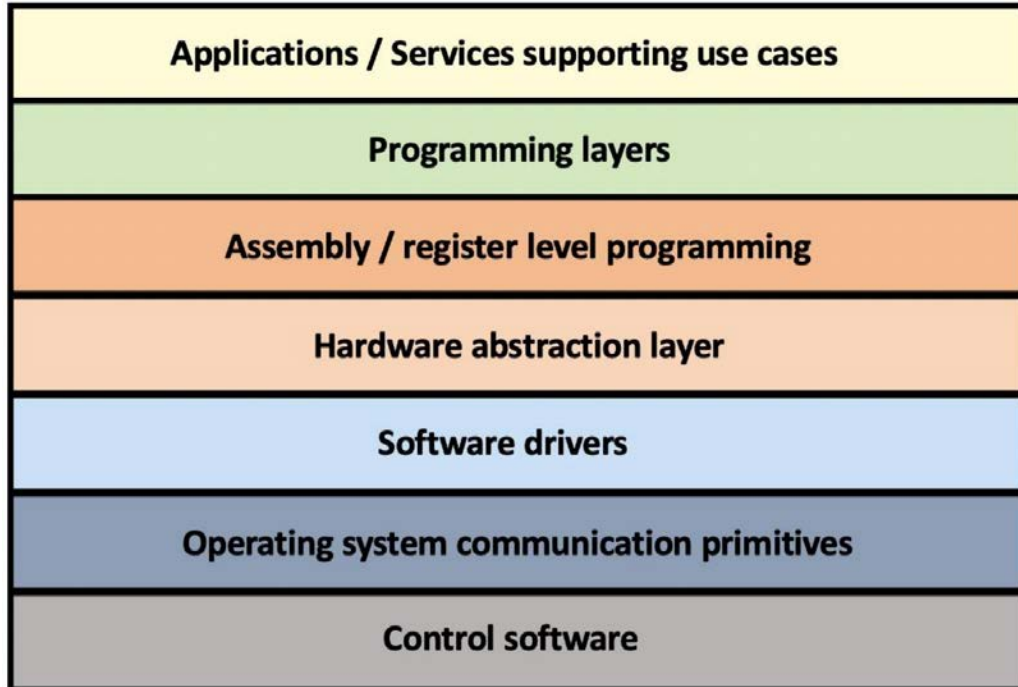 Applications / Services supporting use cases
Programming layers
Assembly / register level programming
Hardware abstraction layer
Software drivers
Operating system communication primitives
Control software